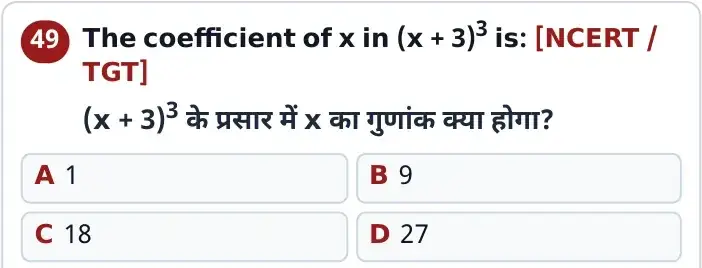 49 The coefficient of x in (x + 3)³ is: [NCERT /
TGT]
(x + 3)³ के प्रसार में x का गुणांक क्या होगा?
A 1
B 9
C 18
D 27